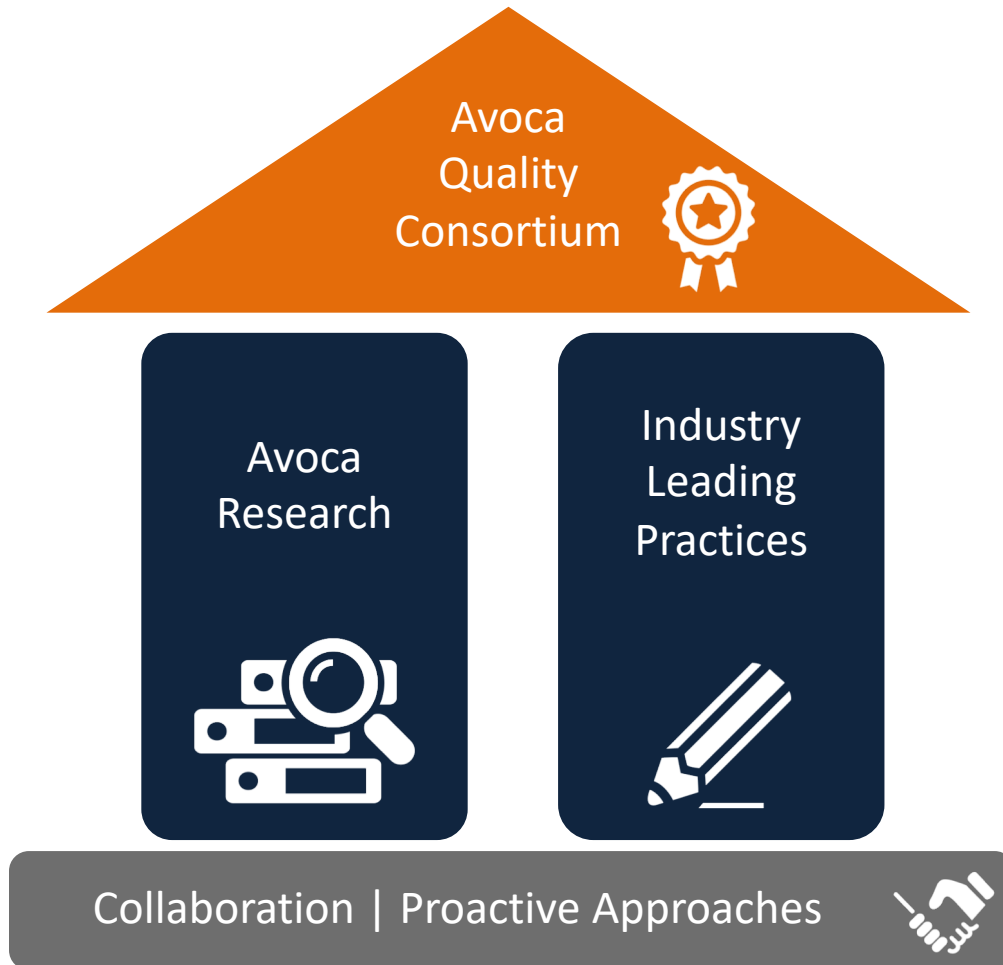 Avoca
Quality
Consortium
Avoca
Research
Industry
Leading
Practices
Collaboration | Proactive Approaches